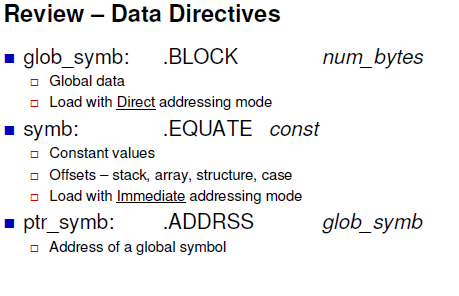 Review – Data Directives
glob_symb: .BLOCK num_bytes
Global data
Load with Direct addressing mode
symb: .EQUATE const
Constant values
Offsets – stack, array, structure, case
Load with Immediate addressing mode
ptr_symb: .ADDRSS glob_symb
Address of a global symbol